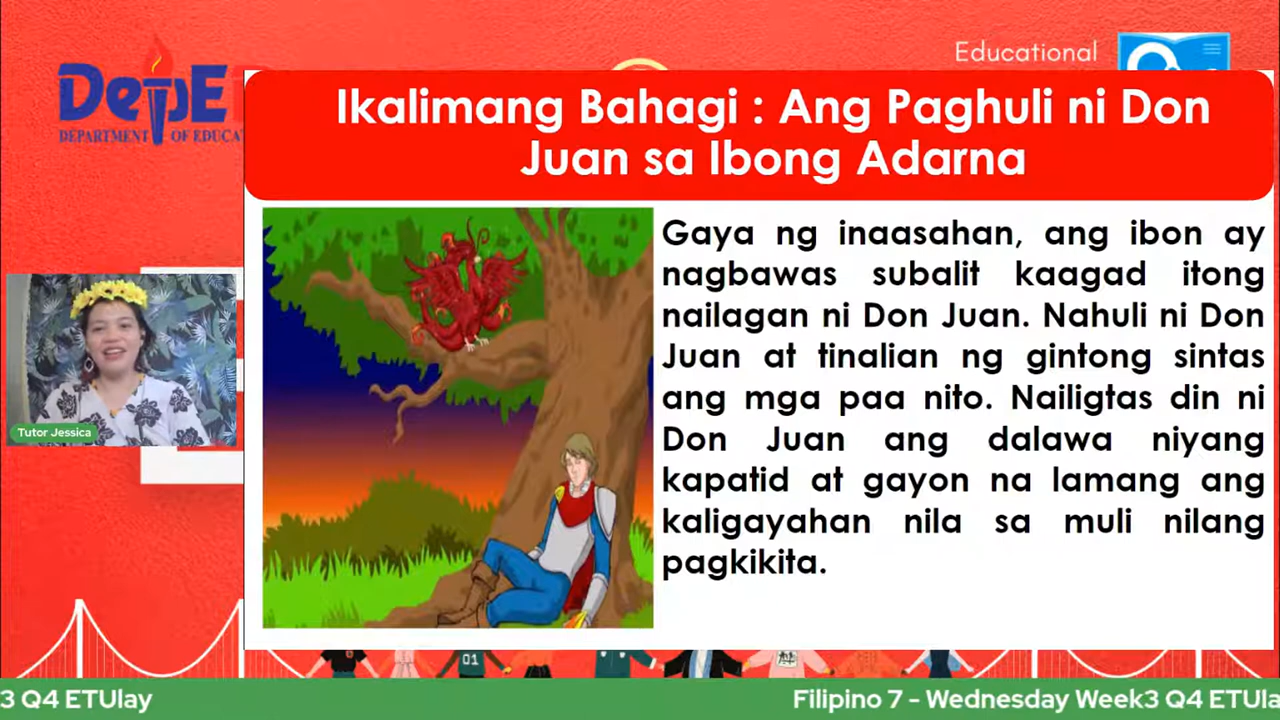 Educational
DepED
DEPARTMENT OF EDUCA
Ikalimang Bahagi : Ang Paghuli ni Don
Juan sa Ibong Adarna
Gaya ng inaasahan, ang ibon ay
nagbawas subalit kaagad itong
nailagan ni Don Juan. Nahuli ni Don
Juan at tinalian ng gintong sintas
ang mga paa nito. Nailigtas din ni
Don Juan ang dalawa niyang
kapatid at gayon na lamang ang
kaligayahan nila sa muli nilang
pagkikita.
Tutor Jessica
01
3 Q4 ETUlay
Filipino 7 - Wednesday Week3 Q4 ETUla